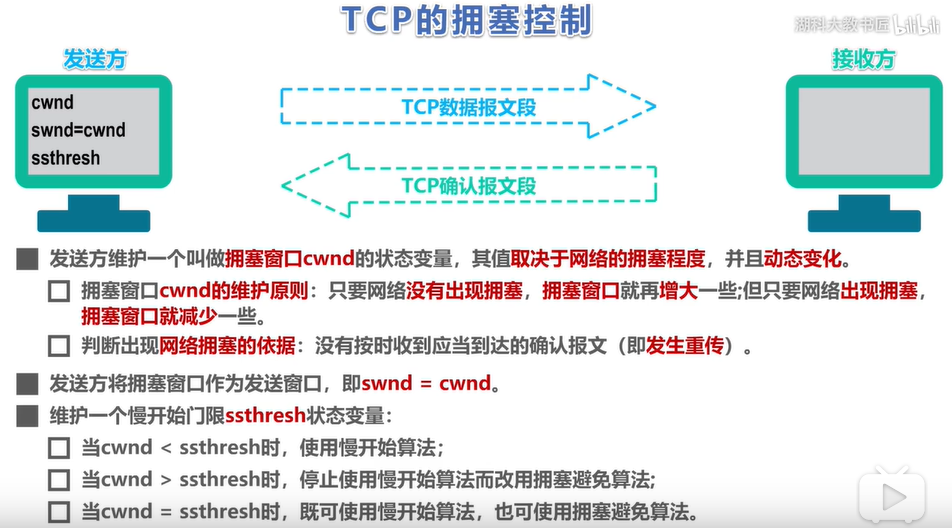 TCP的拥塞控制
湖科大教书匠 bilibili
发送方
接收方
cwnd
swnd=cwnd
ssthresh
TCP数据报文段
TCP确认报文段
发送方维护一个叫做拥塞窗口cwnd的状态变量，其值取决于网络的拥塞程度，并且动态变化。
拥塞窗口cwnd的维护原则：只要网络没有出现拥塞，拥塞窗口就再增大一些;但只要网络出现拥塞，
拥塞窗口就减少一些。
判断出现网络拥塞的依据：没有按时收到应当到达的确认报文（即发生重传）。
发送方将拥塞窗口作为发送窗口，即swnd = cwnd。
维护一个慢开始门限ssthresh状态变量：
当cwnd < ssthresh时，使用慢开始算法；
当cwnd > ssthresh时，停止使用慢开始算法而改用拥塞避免算法；
当cwnd = ssthresh时，既可使用慢开始算法，也可使用拥塞避免算法。